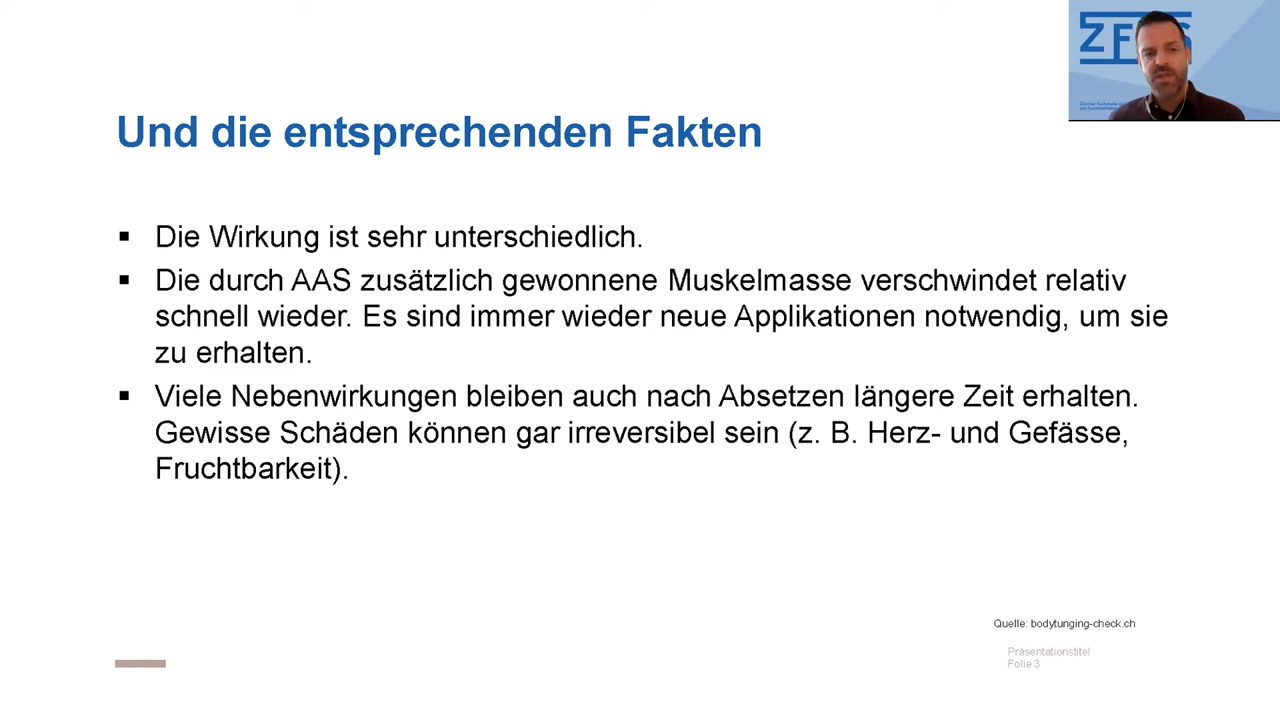 Und die entsprechenden Fakten
▪ Die Wirkung ist sehr unterschiedlich.
▪ Die durch AAS zusätzlich gewonnene Muskelmasse verschwindet relativ
schnell wieder. Es sind immer wieder neue Applikationen notwendig, um sie
zu erhalten.
▪ Viele Nebenwirkungen bleiben auch nach Absetzen längere Zeit erhalten.
Gewisse Schäden können gar irreversibel sein (z. B. Herz- und Gefässe,
Fruchtbarkeit).
Quelle: bodytunging-check.ch
Präsentationstitel
Folie 3